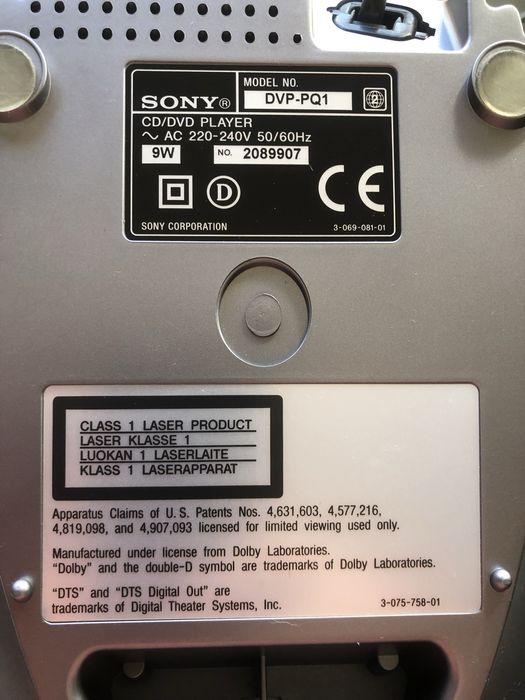 MODEL NO.
SONY® DVP-PQ1 2
CD/DVD PLAYER
~ AC 220-240V 50/60Hz
9W NO. 2089907
D CE
SONY CORPORATION 3-069-081-01
CLASS 1 LASER PRODUCT
LASER KLASSE 1
LUOKAN 1 LASERLAITE
KLASS 1 LASERAPPARAT
Apparatus Claims of U.S. Patents Nos. 4,631,603, 4,577,216,
4,819,098, and 4,907,093 licensed for limited viewing used only.
Manufactured under license from Dolby Laboratories.
"Dolby" and the double-D symbol are trademarks of Dolby Laboratories.
"DTS" and "DTS Digital Out" are
trademarks of Digital Theater Systems, Inc. 3-075-758-01